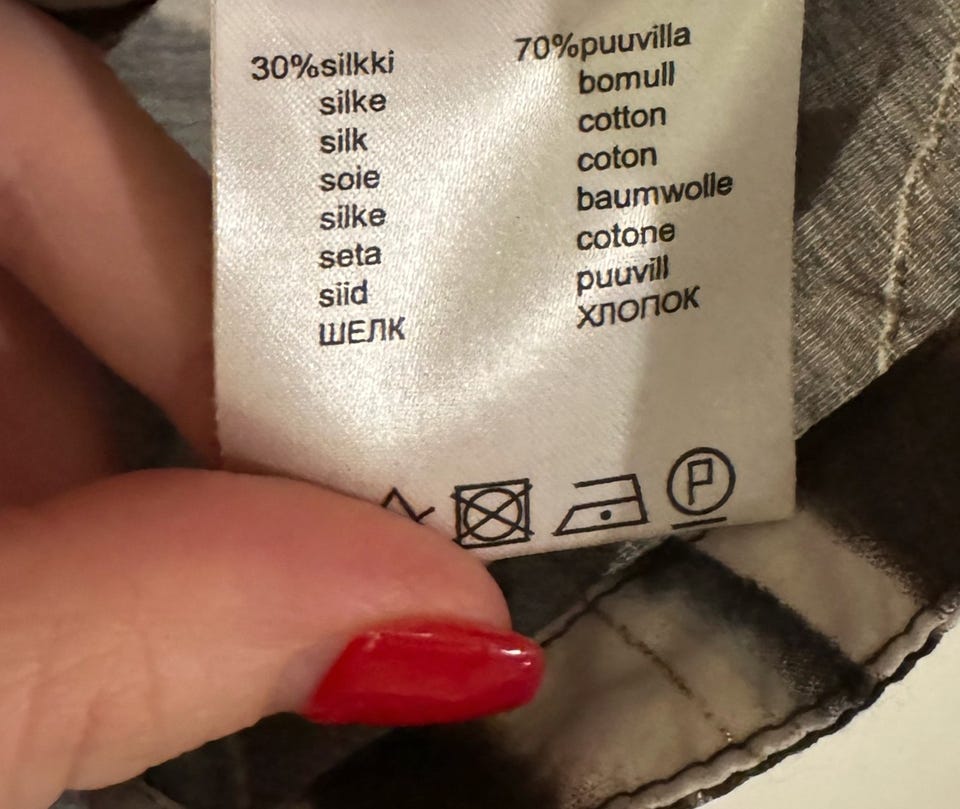 30%silkki
silke
silk
soie
silke
seta
siid
ШЕЛК
70%puuvilla
bomull
cotton
coton
baumwolle
cotone
puuvill
ХЛОПОК
P